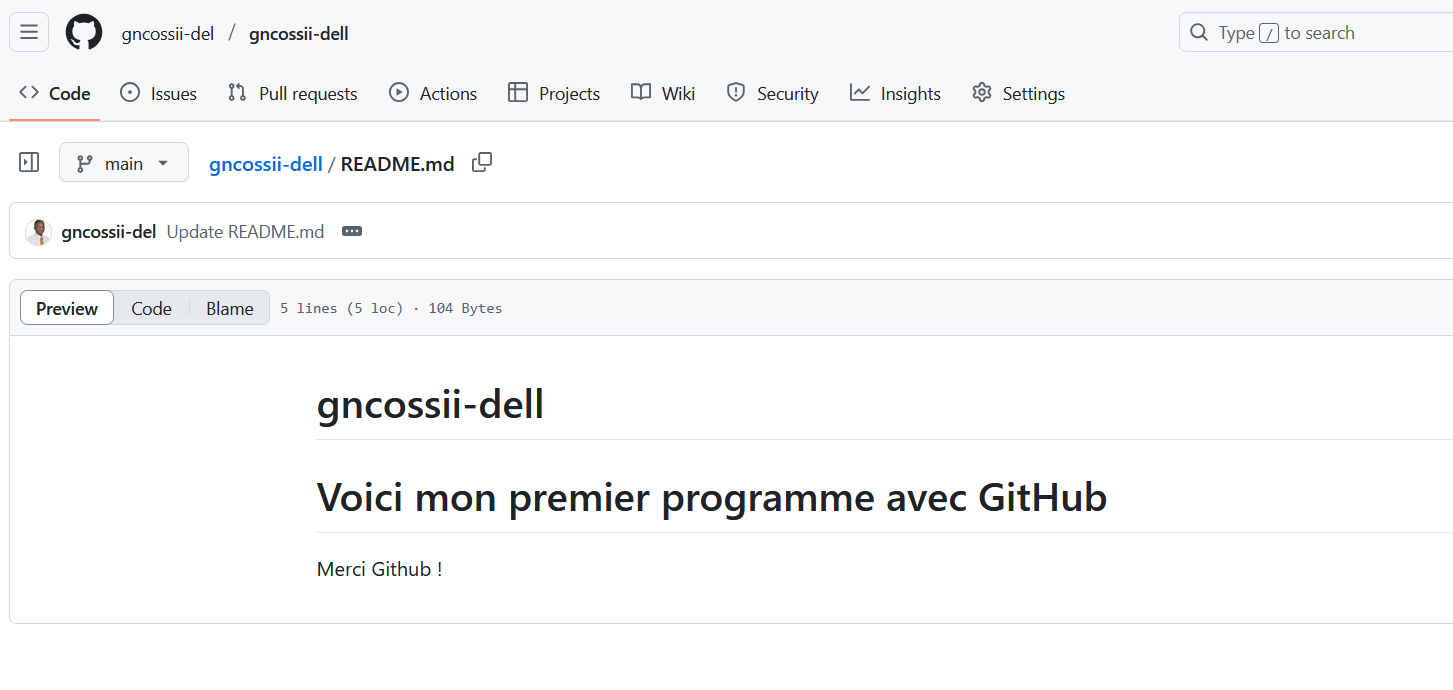 gncossii-del / gncossii-dell
Type / to search
Code Issues Pull requests Actions Projects Wiki Security Insights Settings
main gncossii-dell / README.md
gncossii-del Update README.md
Preview Code Blame 5 lines (5 loc) · 104 Bytes
gncossii-dell
Voici mon premier programme avec GitHub
Merci Github !